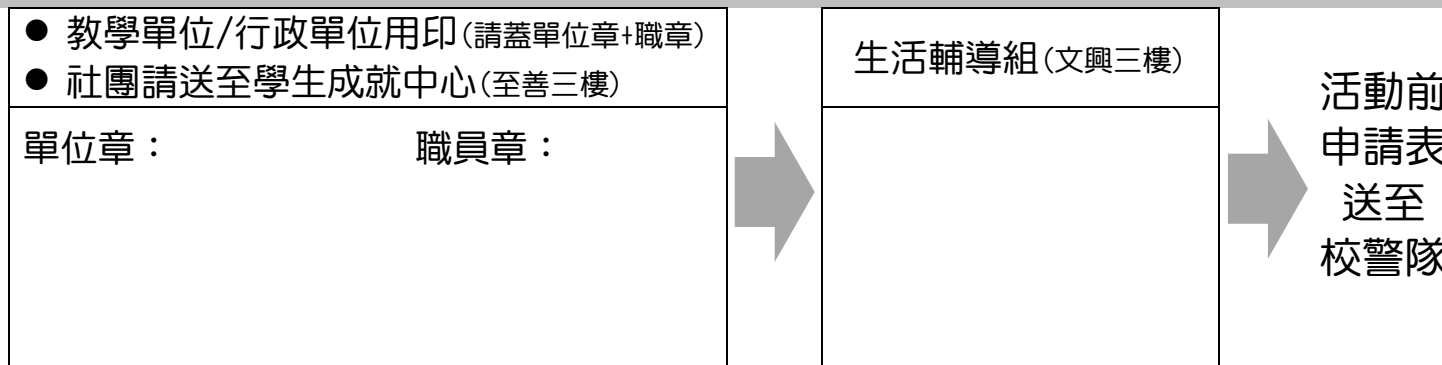 ● 教學單位/行政單位用印(請蓋單位章+職章)
● 社團請送至學生成就中心(至善三樓)
單位章： 職員章：
生活輔導組(文興三樓)
活動前
申請表
送至
校警隊